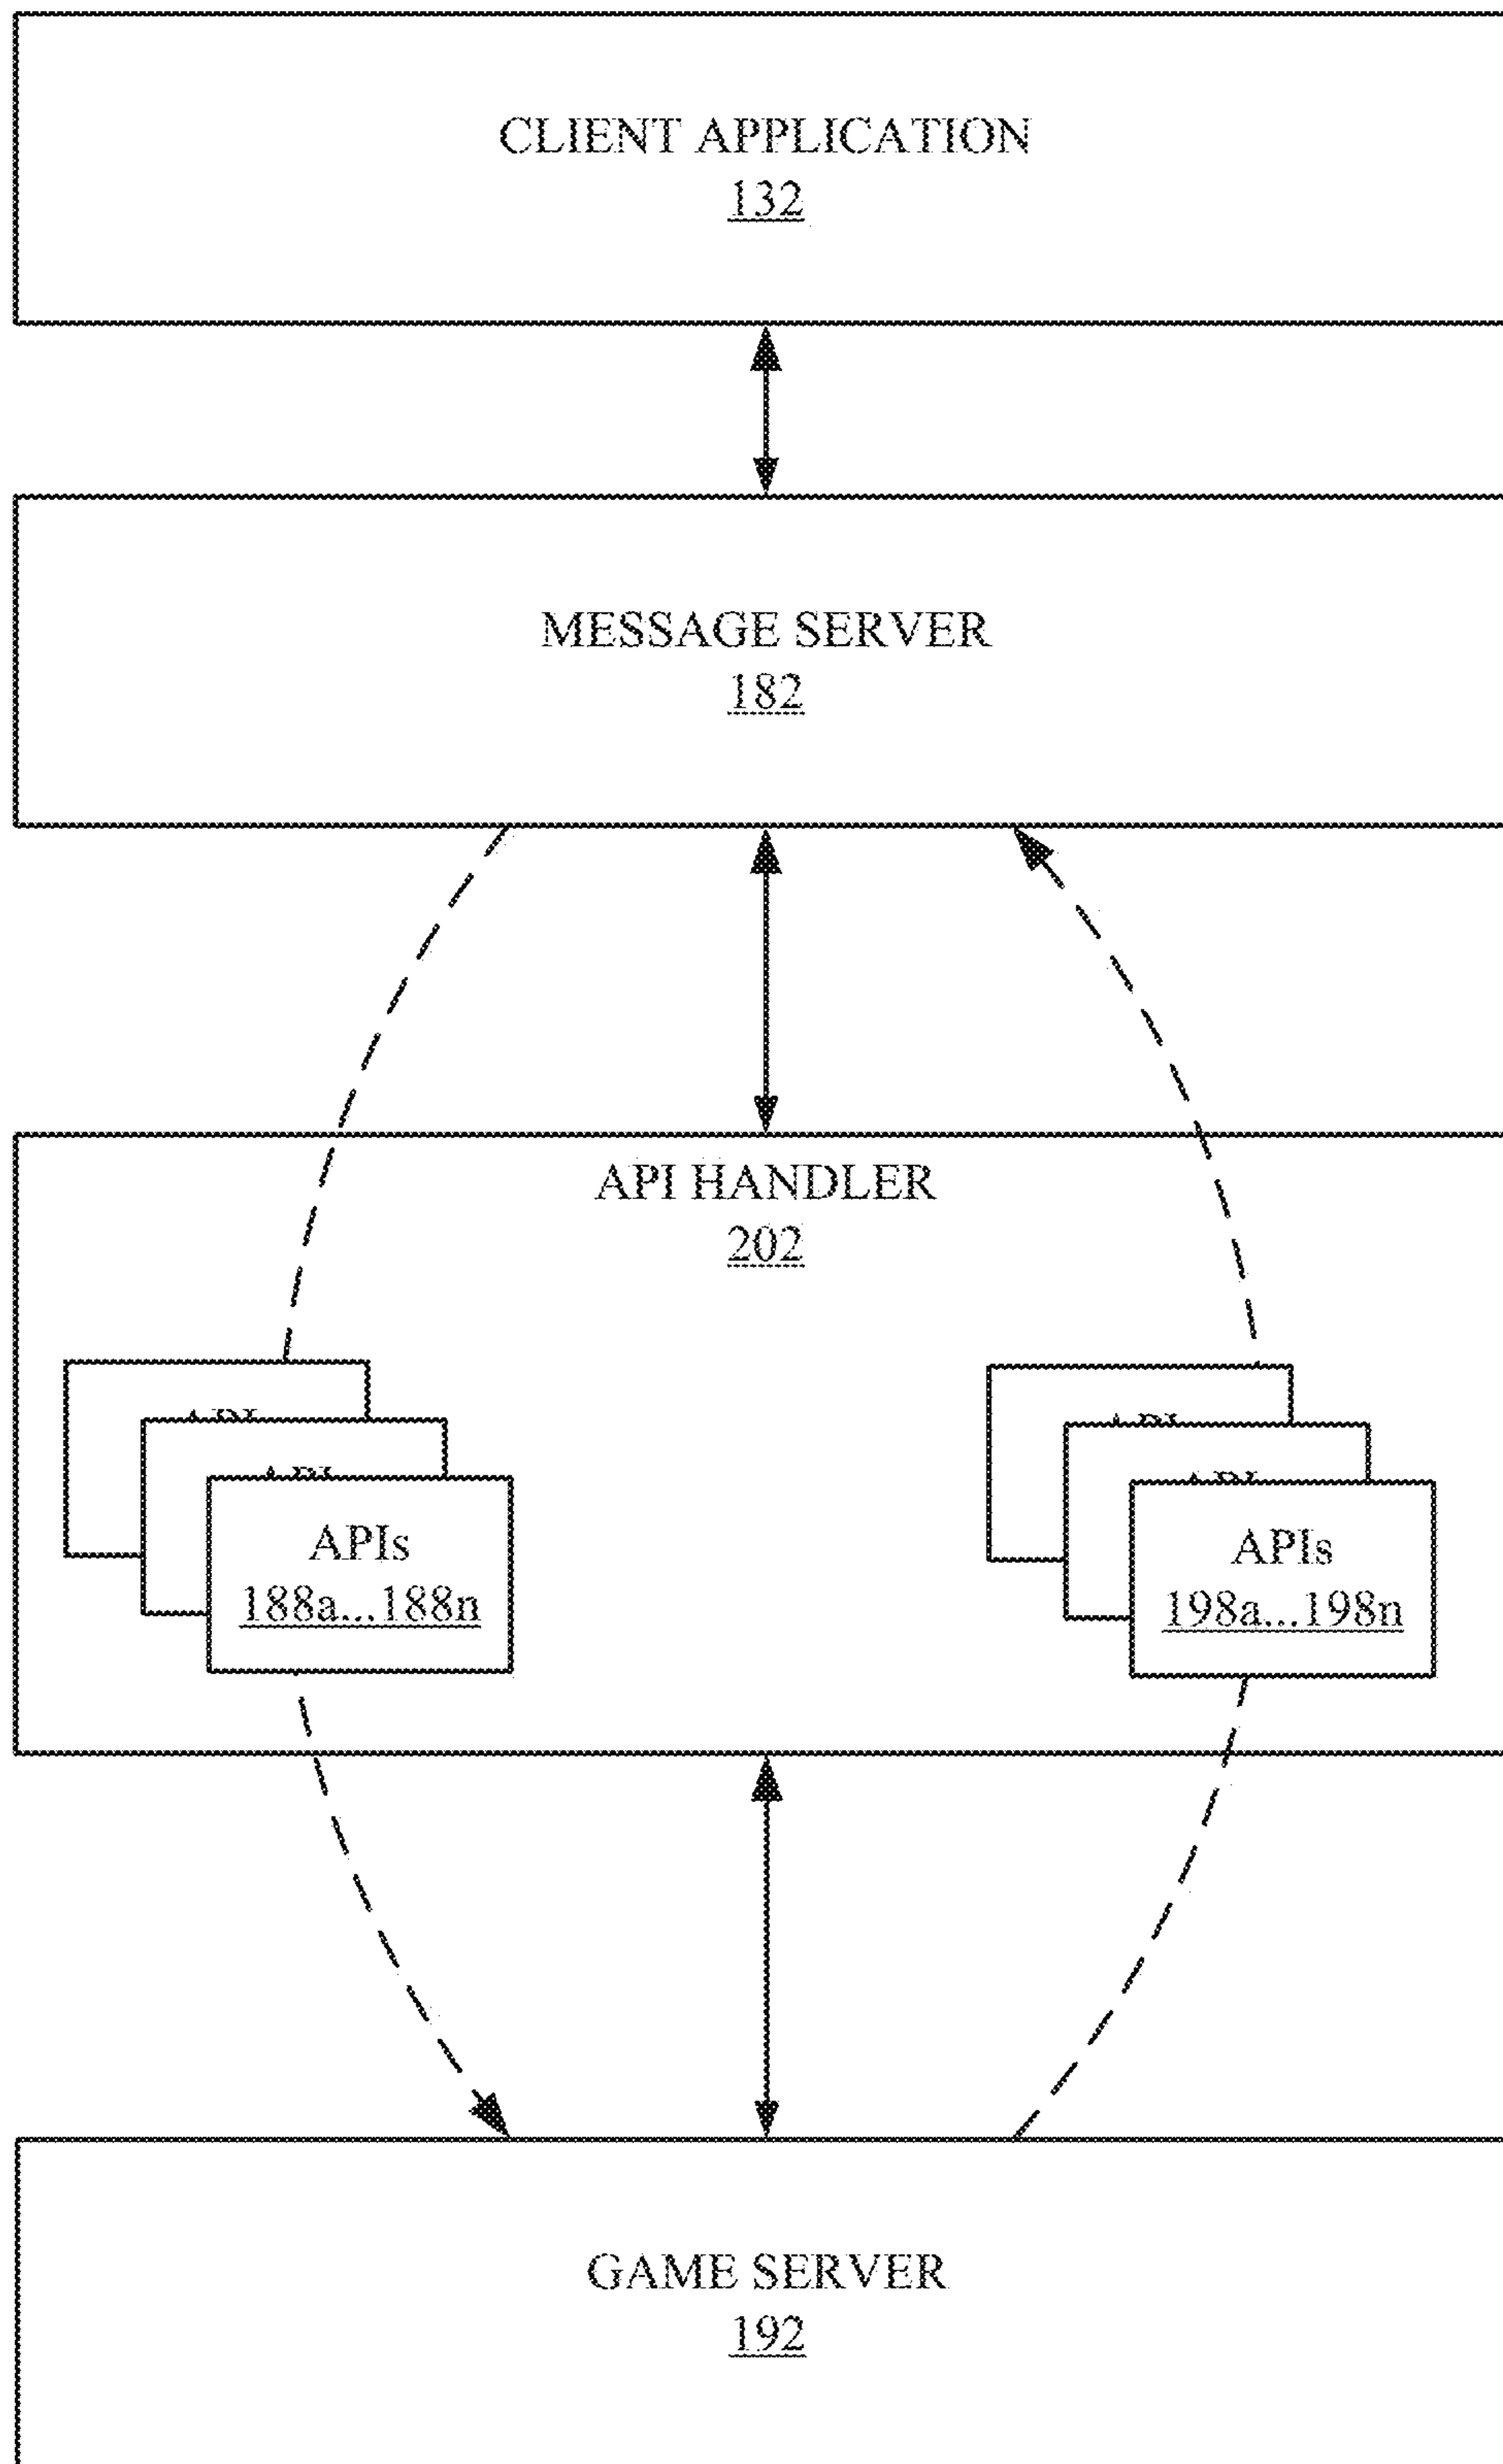 CLIENT APPLICATION
132
MESSAGE SERVER
182
API HANDLER
202
APIs
188a...188n
APIs
198a...198n
GAME SERVER
192